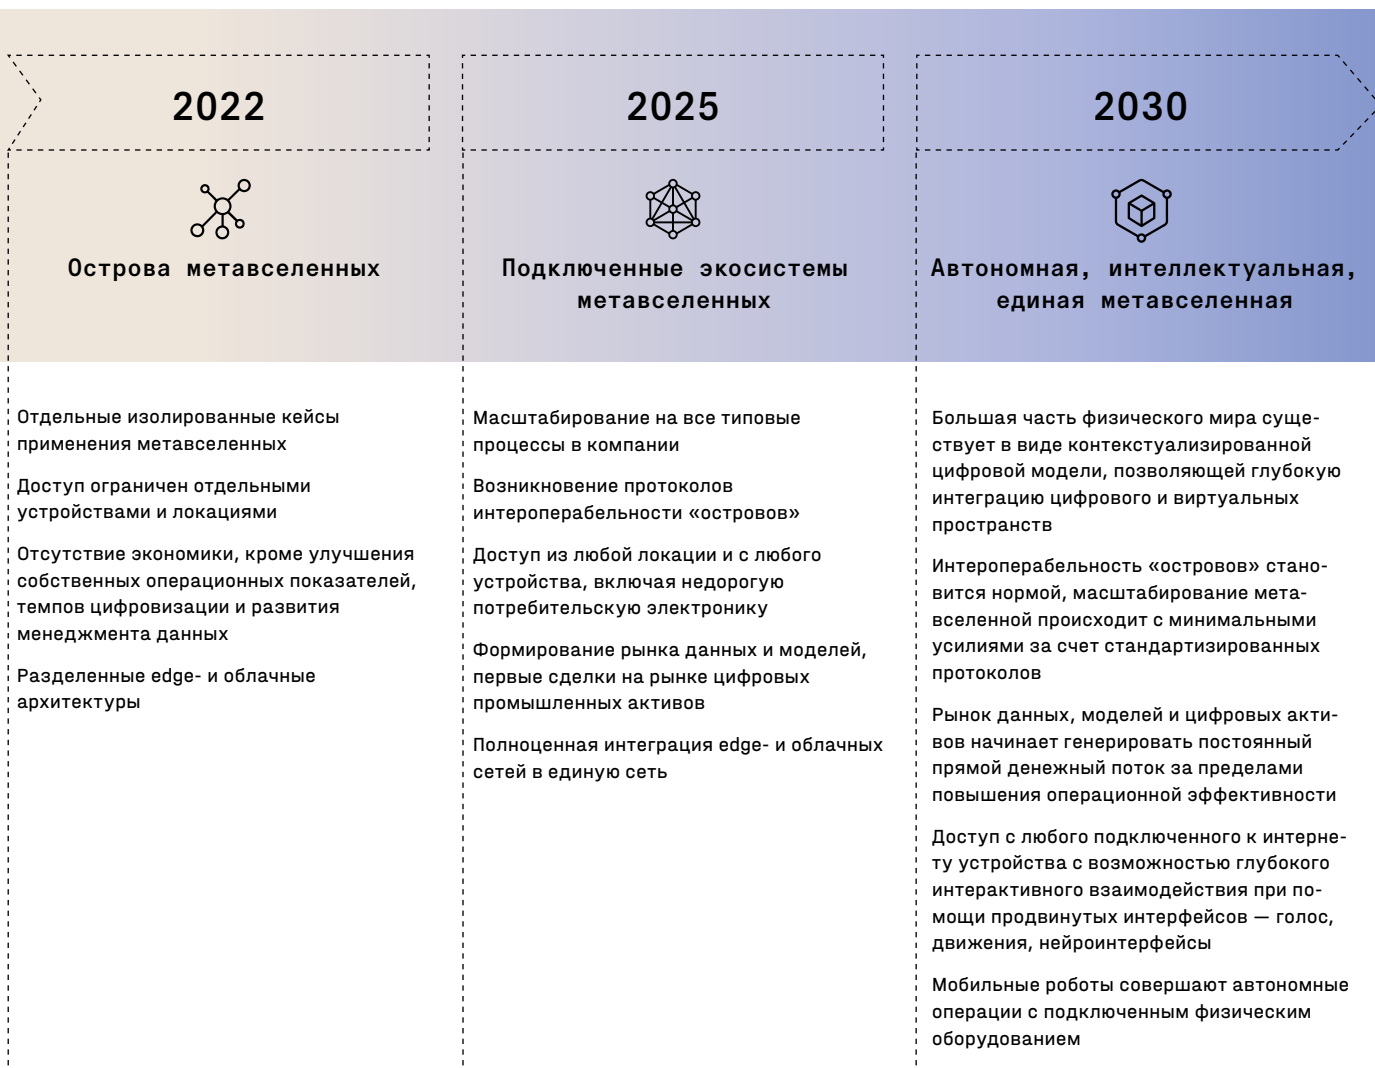 2022
Острова метавселенных
Отдельные изолированные кейсы
применения метавселенных
Доступ ограничен отдельными
устройствами и локациями
Отсутствие экономики, кроме улучшения
собственных операционных показателей,
темпов цифровизации и развития
менеджмента данных
Разделенные edge- и облачные
архитектуры
2025
Подключенные экосистемы
метавселенных
Масштабирование на все типовые
процессы в компании
Возникновение протоколов
интероперабельности «островов»
Доступ из любой локации и с любого
устройства, включая недорогую
потребительскую электронику
Формирование рынка данных и моделей,
первые сделки на рынке цифровых
промышленных активов
Полноценная интеграция edge- и облачных
сетей в единую сеть
2030
Автономная, интеллектуальная,
единая метавселенная
Большая часть физического мира суще-
ствует в виде контекстуализированной
цифровой модели, позволяющей глубокую
интеграцию цифрового и виртуальных
пространств
Интероперабельность «островов» стано-
вится нормой, масштабирование мета-
вселенной происходит с минимальными
усилиями за счет стандартизированных
протоколов
Рынок данных, моделей и цифровых акти-
вов начинает генерировать постоянный
прямой денежный поток за пределами
повышения операционной эффективности
Доступ с любого подключенного к интерне-
ту устройства с возможностью глубокого
интерактивного взаимодействия при по-
мощи продвинутых интерфейсов — голос,
движения, нейроинтерфейсы
Мобильные роботы совершают автономные
операции с подключенным физическим
оборудованием